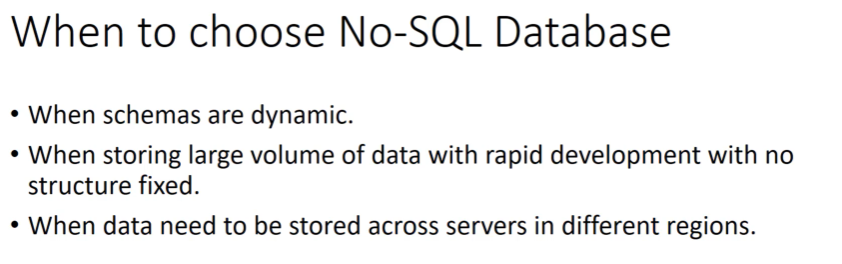 When to choose No-SQL Database
• When schemas are dynamic.
• When storing large volume of data with rapid development with no
structure fixed.
• When data need to be stored across servers in different regions.